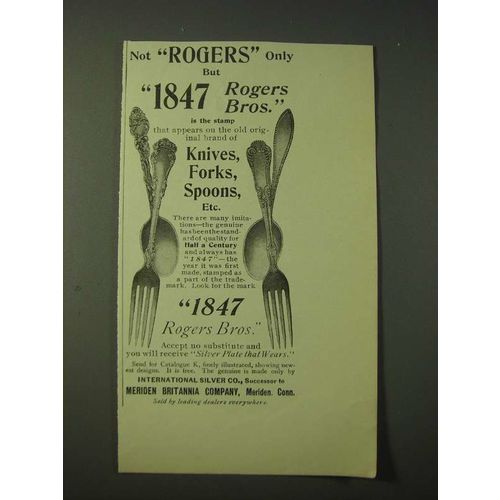 Not "ROGERS" Only
But
"1847 Rogers
Bros."
is the stamp
that appears on the old orig-
inal brand of
Knives,
Forks,
Spoons,
Etc.
There are many imita-
tions—the genuine
has been the stand-
ard of quality for
Half a Century
and always has
"1847"—the
year it was first
made, stamped as
a part of the trade-
mark. Look for the mark
"1847
Rogers Bros."
Accept no substitute and
you will receive "Silver Plate that Wears."
Send for Catalogue K, finely illustrated, showing new-
est designs. It is free. The genuine is made only by
INTERNATIONAL SILVER CO., Successor to
MERIDEN BRITANNIA COMPANY, Meriden, Conn.
Sold by leading dealers everywhere.